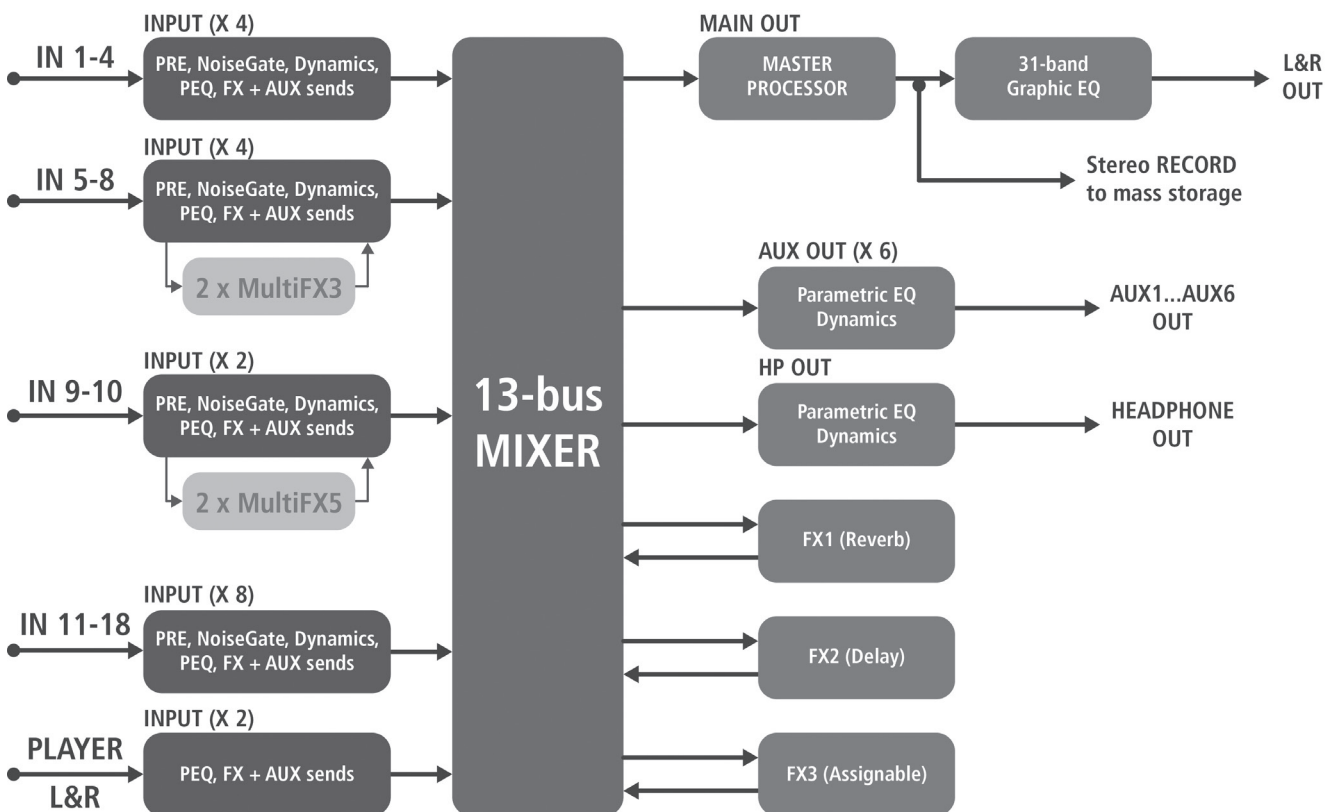 INPUT (X 4)
IN 1-4
PRE, NoiseGate, Dynamics,
PEQ, FX + AUX sends
INPUT (X 4)
IN 5-8
PRE, NoiseGate, Dynamics,
PEQ, FX + AUX sends
2 x MultiFX3
INPUT (X 2)
IN 9-10
PRE, NoiseGate, Dynamics,
PEQ, FX + AUX sends
2 x MultiFX5
INPUT (X 8)
IN 11-18
PRE, NoiseGate, Dynamics,
PEQ, FX + AUX sends
INPUT (X 2)
PLAYER
L&R
PEQ, FX + AUX sends
13-bus
MIXER
MAIN OUT
MASTER
PROCESSOR
31-band
Graphic EQ
L&R
OUT
Stereo RECORD
to mass storage
AUX OUT (X 6)
Parametric EQ
Dynamics
AUX1...AUX6
OUT
HP OUT
Parametric EQ
Dynamics
HEADPHONE
OUT
FX1 (Reverb)
FX2 (Delay)
FX3 (Assignable)